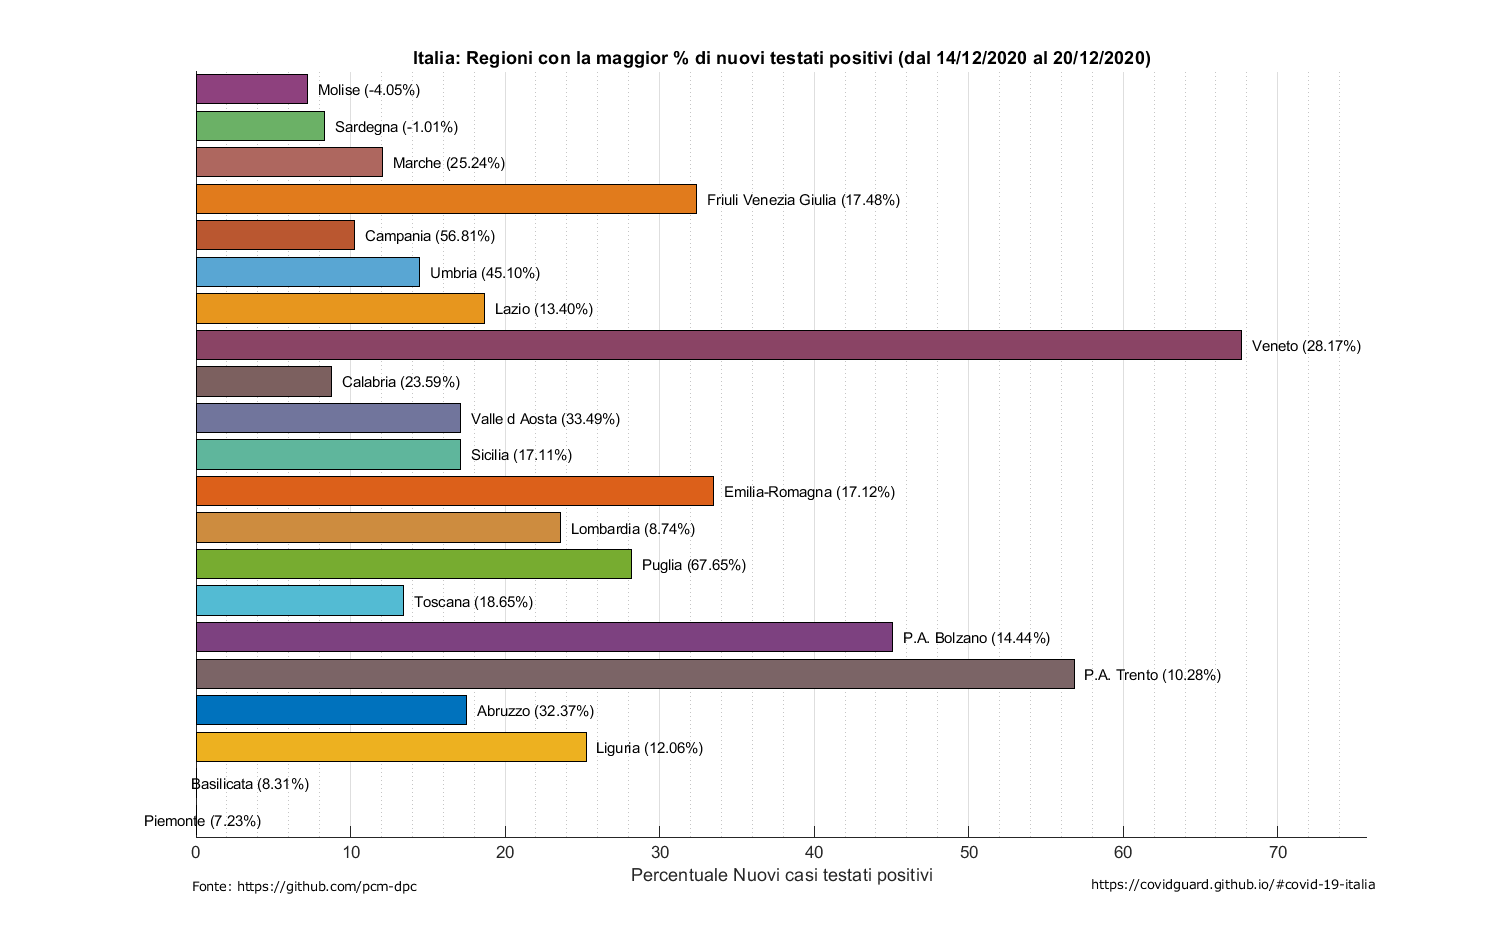 Italia: Regioni con la maggior % di nuovi testati positivi (dal 14/12/2020 al 20/12/2020)
Molise (-4.05%)
Sardegna (-1.01%)
Marche (25.24%)
Friuli Venezia Giulia (17.48%)
Campania (56.81%)
Umbria (45.10%)
Lazio (13.40%)
Veneto (28.17%)
Calabria (23.59%)
Valle d Aosta (33.49%)
Sicilia (17.11%)
Emilia-Romagna (17.12%)
Lombardia (8.74%)
Puglia (67.65%)
Toscana (18.65%)
P.A. Bolzano (14.44%)
P.A. Trento (10.28%)
Abruzzo (32.37%)
Liguria (12.06%)
Basilicata (8.31%)
Piemonte (7.23%)
0 10 20 30 40 50 60 70
Percentuale Nuovi casi testati positivi
Fonte: https://github.com/pcm-dpc
https://covidguard.github.io/#covid-19-italia